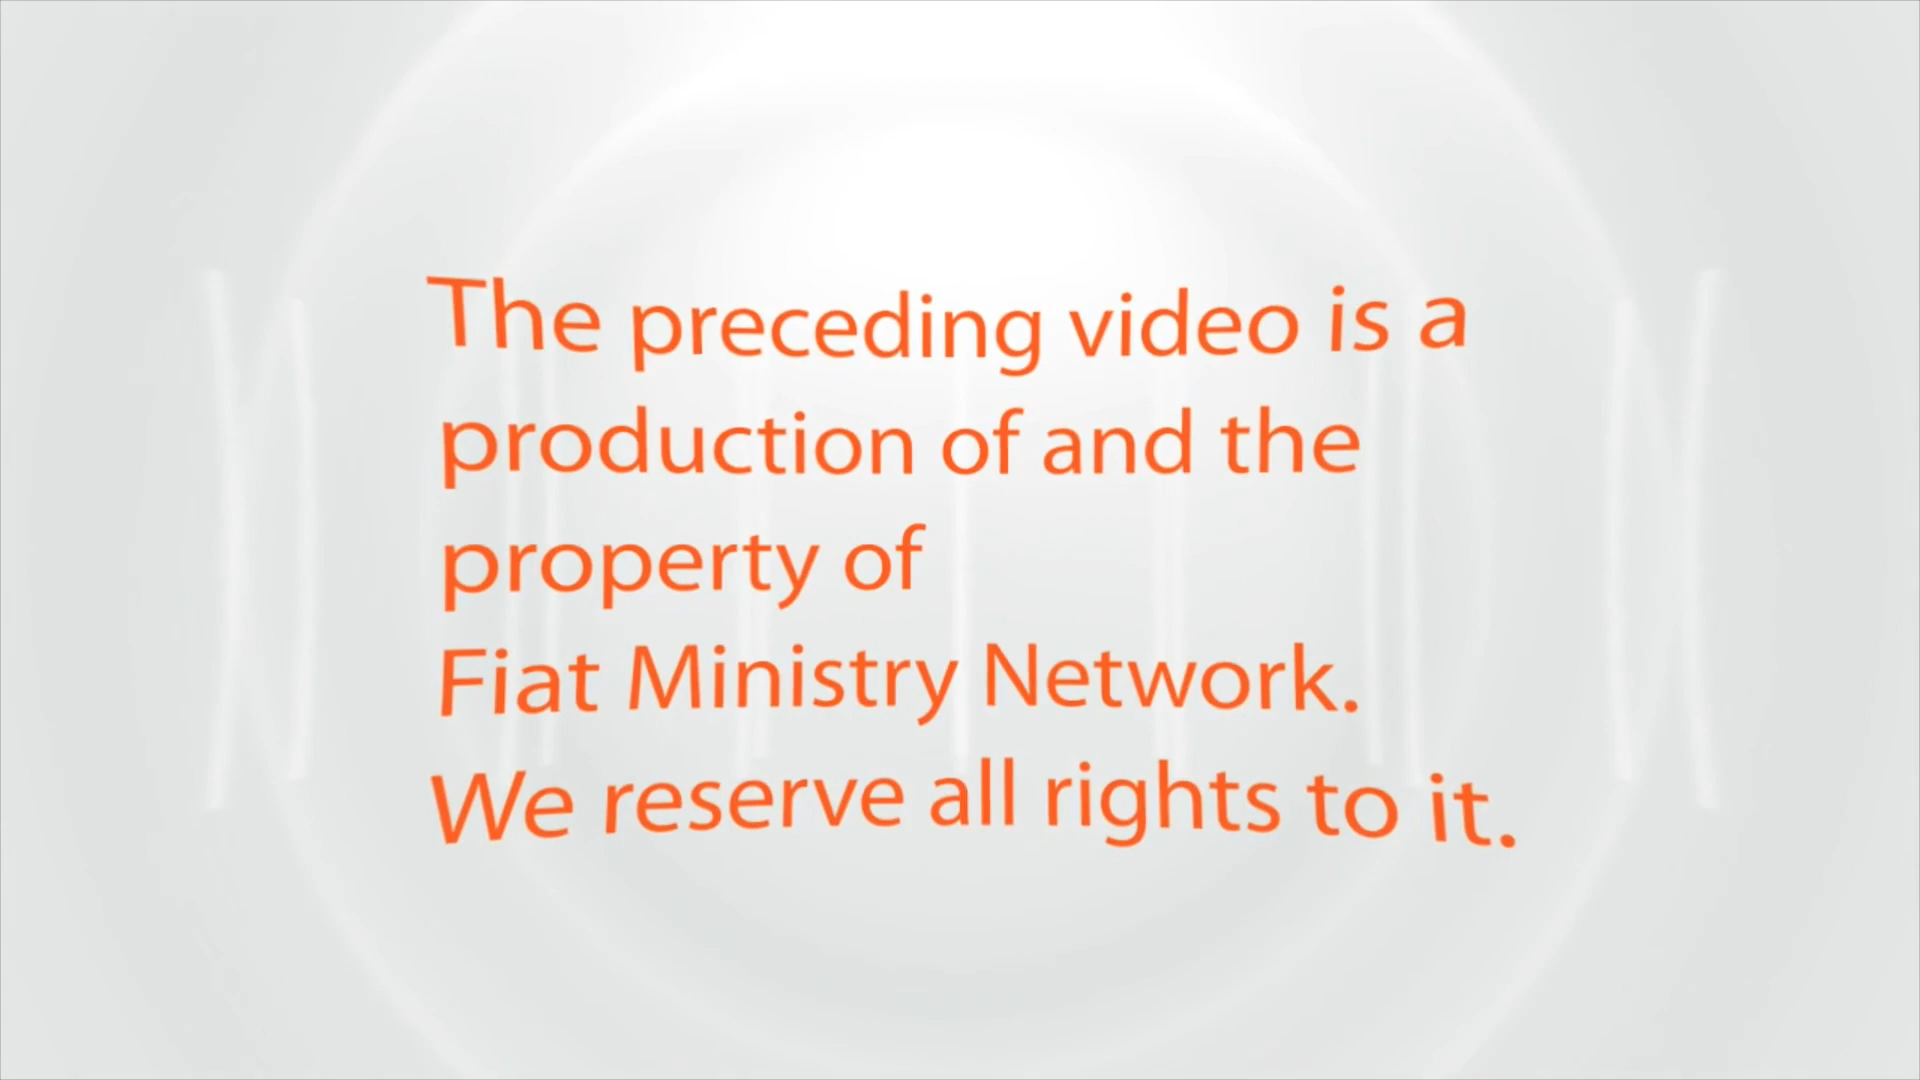 The preceding video is a
production of and the
property of
Fiat Ministry Network.
We reserve all rights to it.